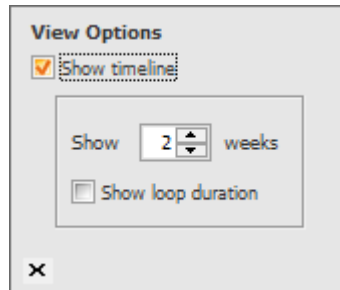 View Options
Show timeline
Show 2 weeks
Show loop duration